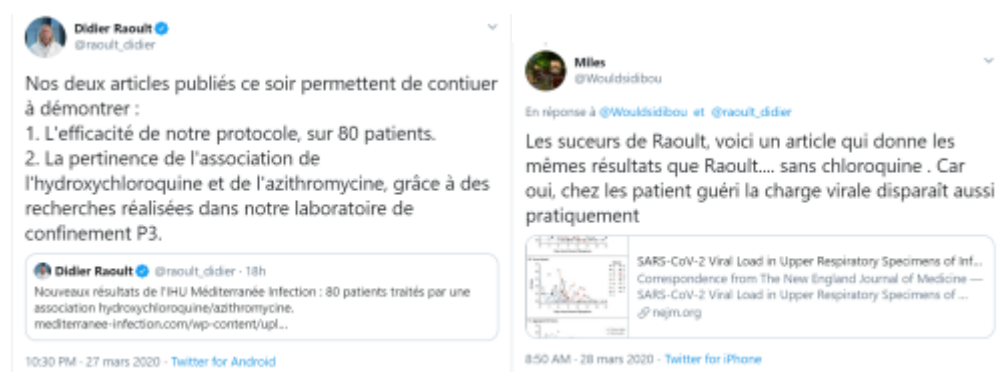 Didier Raoult
@raoult_didier
Nos deux articles publiés ce soir permettent de contiuer
à démontrer :
1. L'efficacité de notre protocole, sur 80 patients.
2. La pertinence de l'association de
l'hydroxychloroquine et de l'azithromycine, grâce à des
recherches réalisées dans notre laboratoire de
confinement P3.
Didier Raoult @raoult_didier · 18h
Nouveaux résultats de l'IHU Méditerranée Infection : 80 patients traités par une
association hydroxychloroquine/azithromycine.
mediterranee-infection.com/wp-content/upl...
10:30 PM · 27 mars 2020 · Twitter for Android
Miles
@Wouldsidibou
En réponse à @Wouldsidibou et @raoult_didier
Les suceurs de Raoult, voici un article qui donne les
mêmes résultats que Raoult.... sans chloroquine . Car
oui, chez les patient guéri la charge virale disparaît aussi
pratiquement
SARS-CoV-2 Viral Load in Upper Respiratory Specimens of Inf...
Correspondence from The New England Journal of Medicine —
SARS-CoV-2 Viral Load in Upper Respiratory Specimens of ...
nejm.org
8:50 AM · 28 mars 2020 · Twitter for iPhone